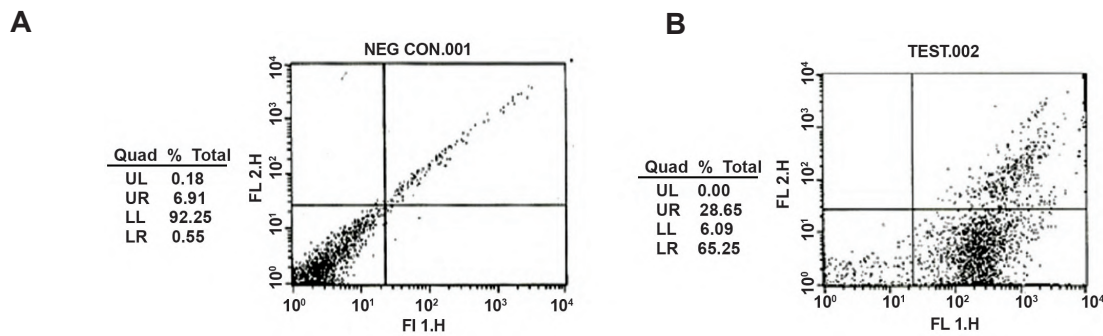 A
NEG CON.001
Quad % Total
UL 0.18
UR 6.91
LL 92.25
LR 0.55
FL 2.H
10⁴
10³
10²
10¹
10⁰
10⁰ 10¹ 10² 10³ 10⁴
Fl 1.H
B
TEST.002
Quad % Total
UL 0.00
UR 28.65
LL 6.09
LR 65.25
FL 2.H
10⁴
10³
10²
10¹
10⁰
10⁰ 10¹ 10² 10³ 10⁴
FL 1.H